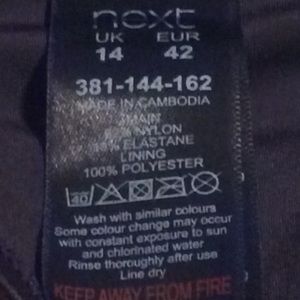 next
UK EUR
14 42
381-144-162
MADE IN CAMBODIA
MAIN
NYLON
ELASTANE
LINING
100% POLYESTER
40
Wash with similar colours
Some colour change may occur
with constant exposure to sun
and chlorinated water
Rinse thoroughly after use
Line dry
KEEP AWAY FROM FIRE